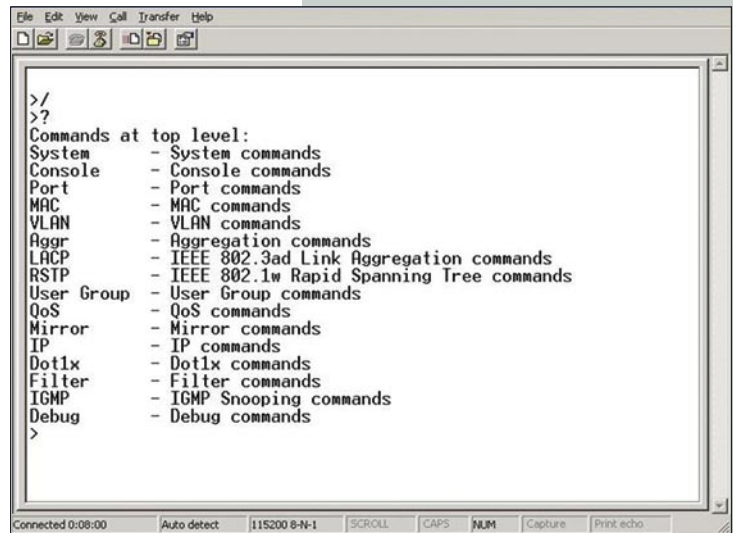 File Edit View Call Transfer Help
>/
>?
Commands at top level:
System - System commands
Console - Console commands
Port - Port commands
MAC - MAC commands
VLAN - VLAN commands
Aggr - Aggregation commands
LACP - IEEE 802.3ad Link Aggregation commands
RSTP - IEEE 802.1w Rapid Spanning Tree commands
User Group - User Group commands
QoS - QoS commands
Mirror - Mirror commands
IP - IP commands
Dot1x - Dot1x commands
Filter - Filter commands
IGMP - IGMP Snooping commands
Debug - Debug commands
>
Connected 0:08:00 Auto detect 115200 8-N-1 SCROLL CAPS NUM Capture Print echo